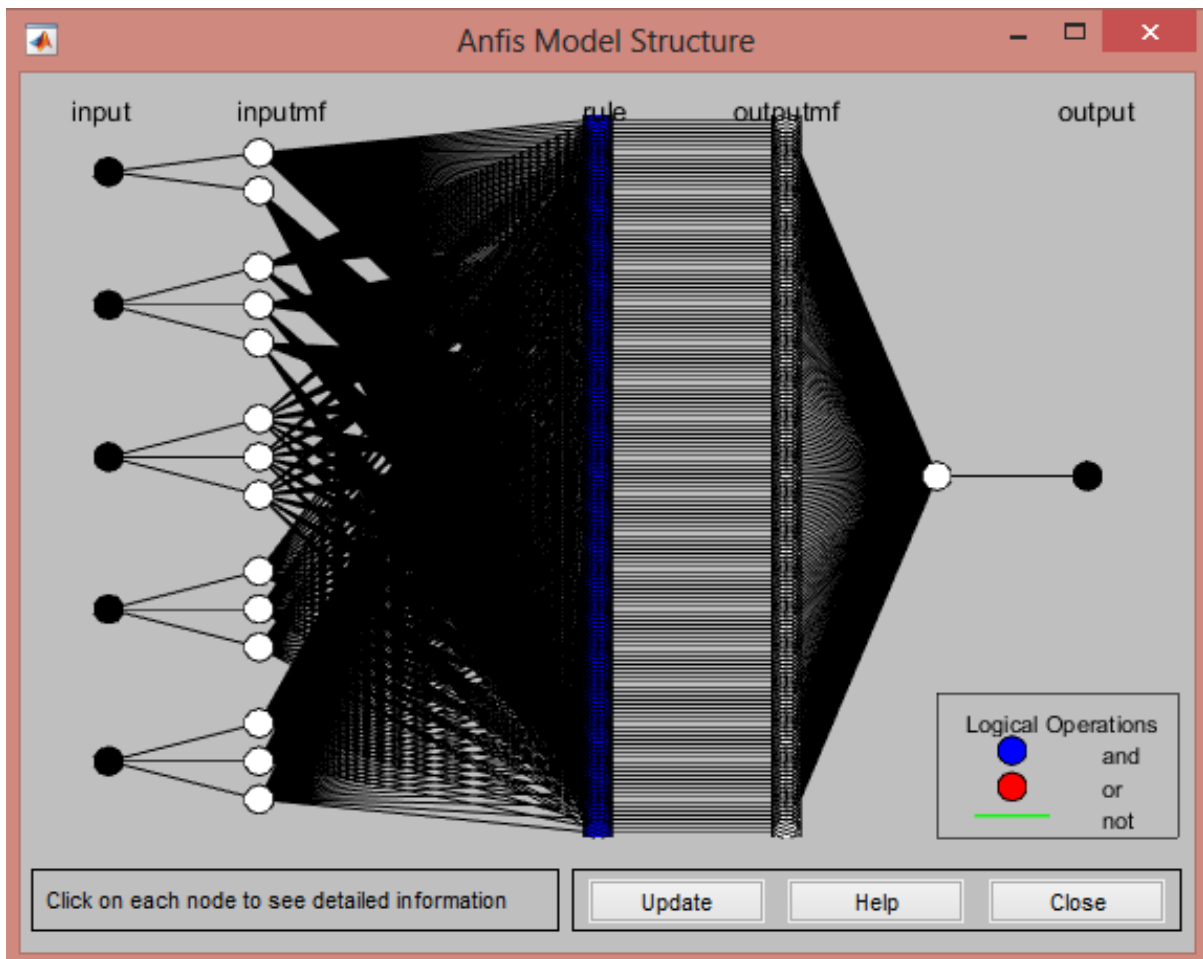 Anfis Model Structure
input inputmf rule outputmf output
Logical Operations
and
or
not
Click on each node to see detailed information
Update Help Close